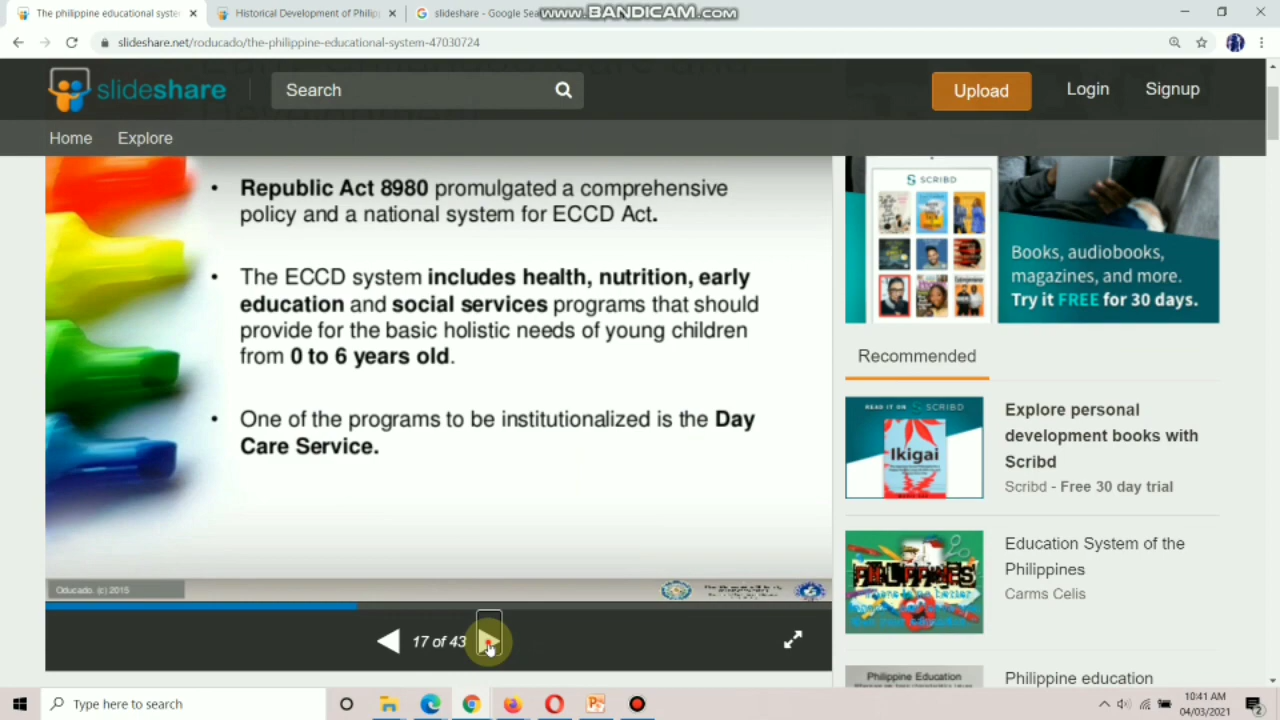 The philippine educational syste
Historical Development of Philipp
slideshare - Google Sea
www.BANDICAM.com
slideshare.net/roducado/the-philippine-educational-system-47030724
slideshare
Search
Upload
Login
Signup
Home
Explore
• Republic Act 8980 promulgated a comprehensive
policy and a national system for ECCD Act.
• The ECCD system includes health, nutrition, early
education and social services programs that should
provide for the basic holistic needs of young children
from 0 to 6 years old.
• One of the programs to be institutionalized is the Day
Care Service.
Oducado. (c) 2015
17 of 43
SCRIBD
Books, audiobooks,
magazines, and more.
Try it FREE for 30 days.
Recommended
READ IT ON SCRIBD
Ikigai
Explore personal
development books with
Scribd
Scribd - Free 30 day trial
PHILIPPINES
Education System of the
Philippines
Carms Celis
Philippine Education
Philippine education
Type here to search
10:41 AM
04/03/2021
2